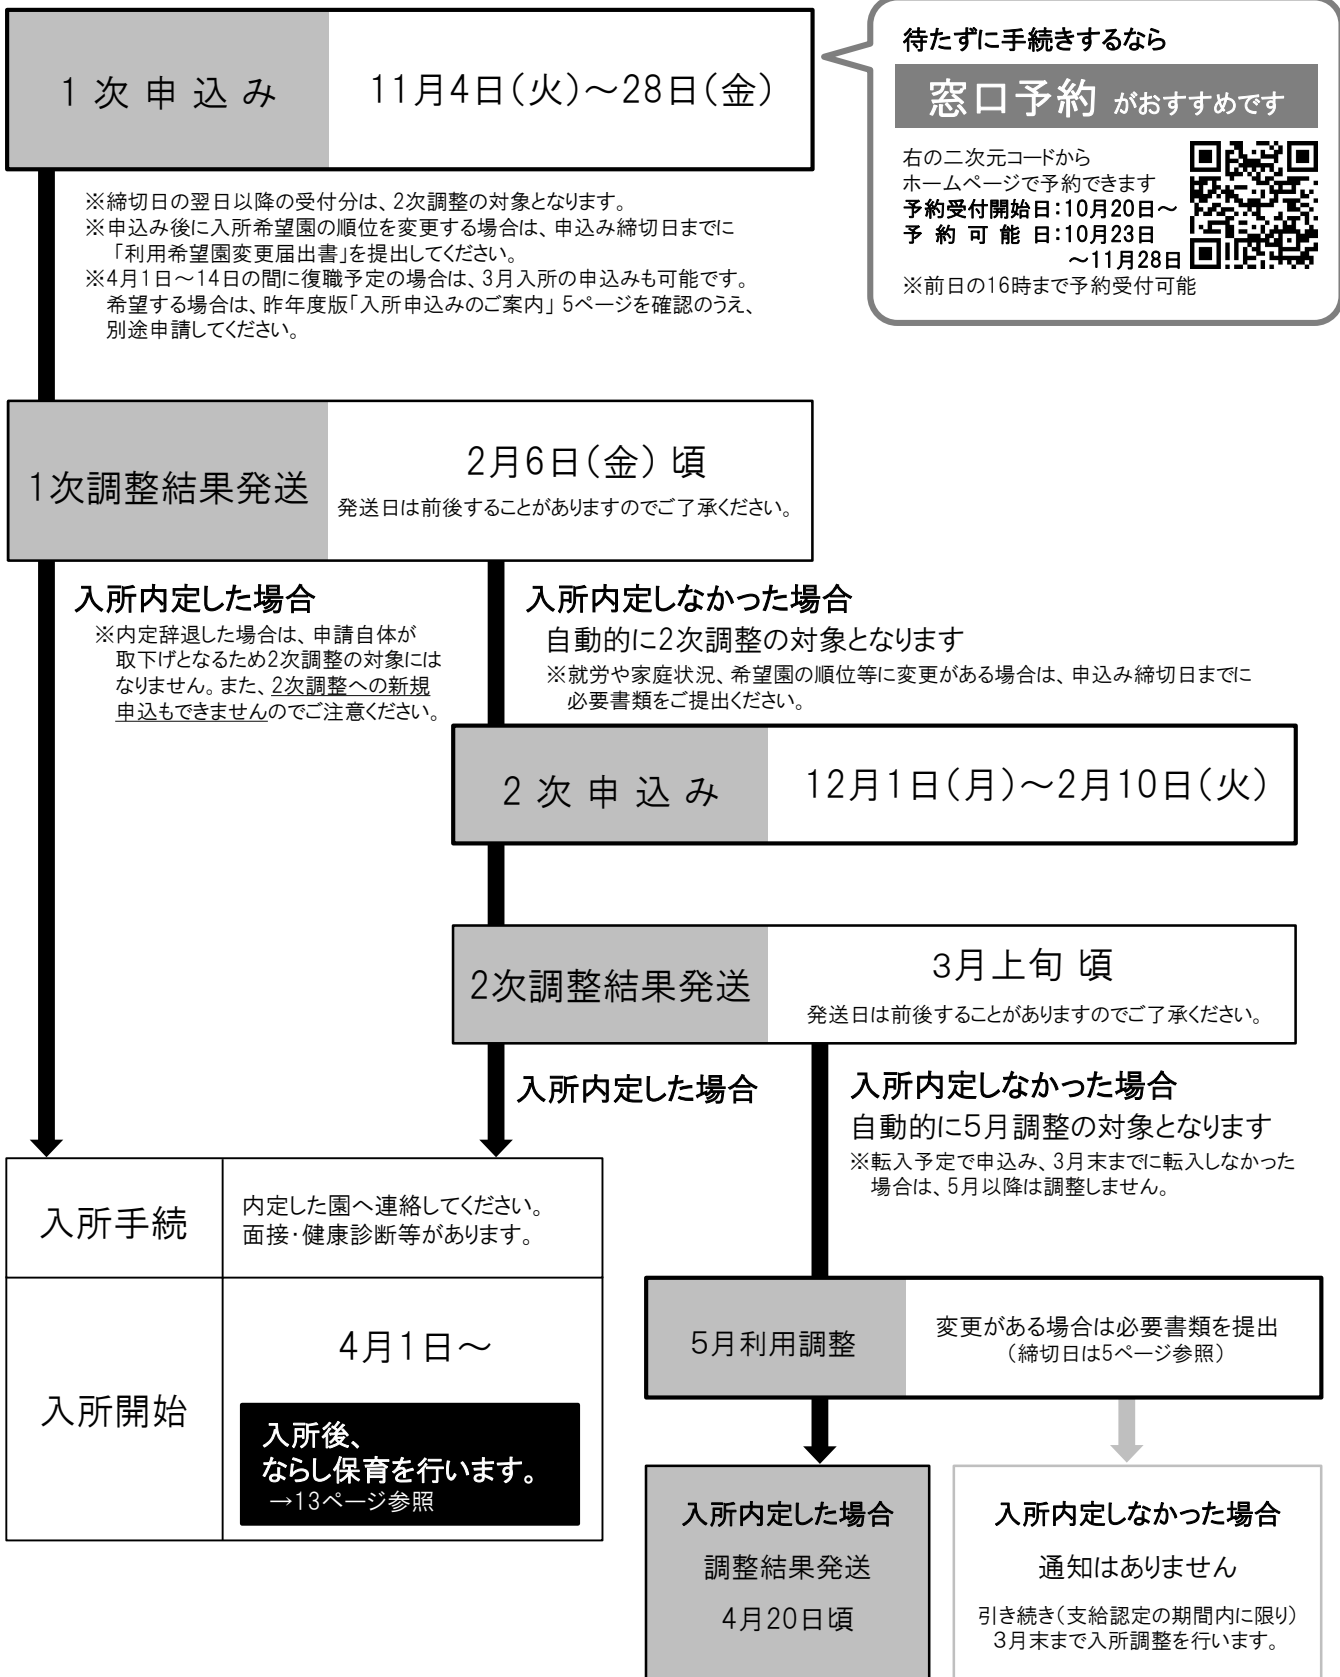 1次申込み
11月4日(火)～28日(金)
待たずに手続きするなら
窓口予約 がおすすめです
右の二次元コードから
ホームページで予約できます
予約受付開始日:10月20日～
予約可能日:10月23日
～11月28日
※前日の16時まで予約受付可能
※締切日の翌日以降の受付分は、2次調整の対象となります。
※申込み後に入所希望園の順位を変更する場合は、申込み締切日までに
「利用希望園変更届出書」を提出してください。
※4月1日～14日の間に復職予定の場合は、3月入所の申込みも可能です。
希望する場合は、昨年度版「入所申込みのご案内」5ページを確認のうえ、
別途申請してください。
1次調整結果発送
2月6日(金)頃
発送日は前後することがありますのでご了承ください。
入所内定した場合
※内定辞退した場合は、申請自体が
取下げとなるため2次調整の対象には
なりません。また、2次調整への新規
申込もできませんのでご注意ください。
入所内定しなかった場合
自動的に2次調整の対象となります
※就労や家庭状況、希望園の順位等に変更がある場合は、申込み締切日までに
必要書類をご提出ください。
2次申込み
12月1日(月)～2月10日(火)
2次調整結果発送
3月上旬 頃
発送日は前後することがありますのでご了承ください。
入所内定した場合
入所内定しなかった場合
自動的に5月調整の対象となります
※転入予定で申込み、3月末までに転入しなかった
場合は、5月以降は調整しません。
入所手続
内定した園へ連絡してください。
面接・健康診断等があります。
入所開始
4月1日～
入所後、
ならし保育を行います。
→13ページ参照
5月利用調整
変更がある場合は必要書類を提出
(締切日は5ページ参照)
入所内定した場合
調整結果発送
4月20日頃
入所内定しなかった場合
通知はありません
引き続き(支給認定の期間内に限り)
3月末まで入所調整を行います。